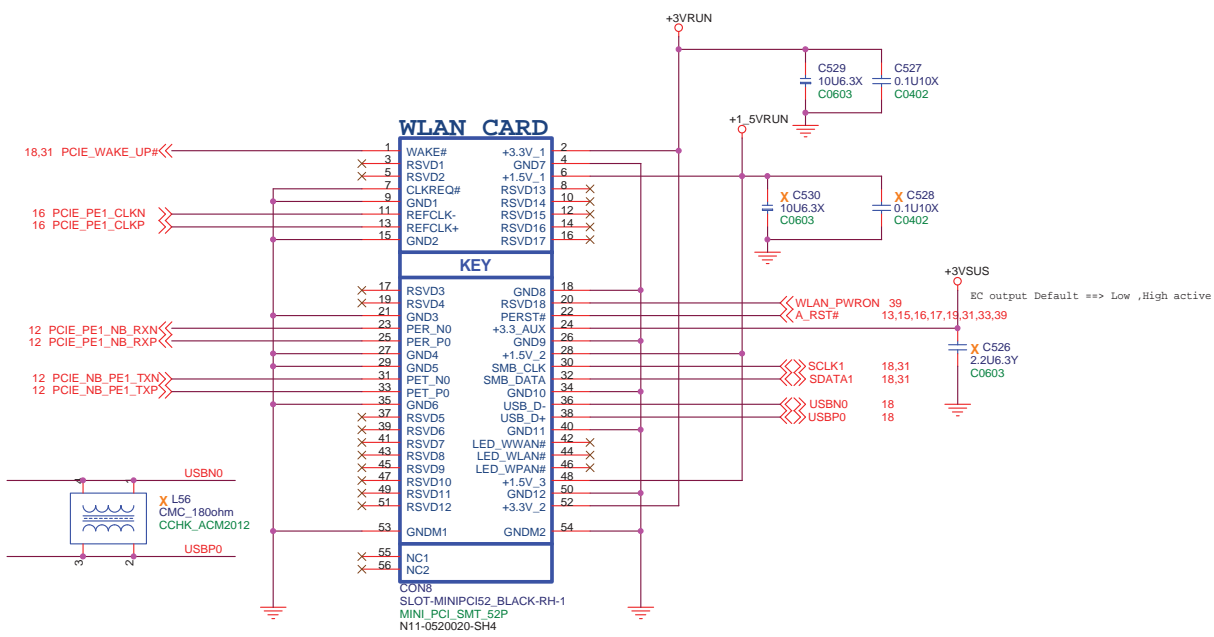 +3VRUN
C529
10U6.3X
C0603
C527
0.1U10X
C0402
+1_5VRUN
X C530
10U6.3X
C0603
X C528
0.1U10X
C0402
WLAN CARD
18,31 PCIE_WAKE_UP# 1 WAKE# +3.3V_1 2
3 RSVD1 GND7 4
5 RSVD2 +1.5V_1 6
7 CLKREQ# RSVD13 8
9 GND1 RSVD14 10
16 PCIE_PE1_CLKN 11 REFCLK- RSVD15 12
16 PCIE_PE1_CLKP 13 REFCLK+ RSVD16 14
15 GND2 RSVD17 16
KEY
+3VSUS
EC output Default ==> Low ,High active
17 RSVD3 GND8 18
19 RSVD4 RSVD18 20 WLAN_PWRON 39
21 GND3 PERST# 22 A_RST# 13,15,16,17,19,31,33,39
12 PCIE_PE1_NB_RXN 23 PER_N0 +3.3_AUX 24
12 PCIE_PE1_NB_RXP 25 PER_P0 GND9 26
27 GND4 +1.5V_2 28
29 GND5 SMB_CLK 30 SCLK1 18,31
12 PCIE_NB_PE1_TXN 31 PET_N0 SMB_DATA 32 SDATA1 18,31
12 PCIE_NB_PE1_TXP 33 PET_P0 GND10 34
35 GND6 USB_D- 36 USBN0 18
37 RSVD5 USB_D+ 38 USBP0 18
39 RSVD6 GND11 40
41 RSVD7 LED_WWAN# 42
43 RSVD8 LED_WLAN# 44
45 RSVD9 LED_WPAN# 46
47 RSVD10 +1.5V_3 48
49 RSVD11 GND12 50
51 RSVD12 +3.3V_2 52
53 GNDM1 GNDM2 54
55 NC1
56 NC2
X C526
2.2U6.3Y
C0603
USBN0
X L56
CMC_180ohm
CCHK_ACM2012
USBP0
3 2
CON8
SLOT-MINIPCI52_BLACK-RH-1
MINI_PCI_SMT_52P
N11-0520020-SH4